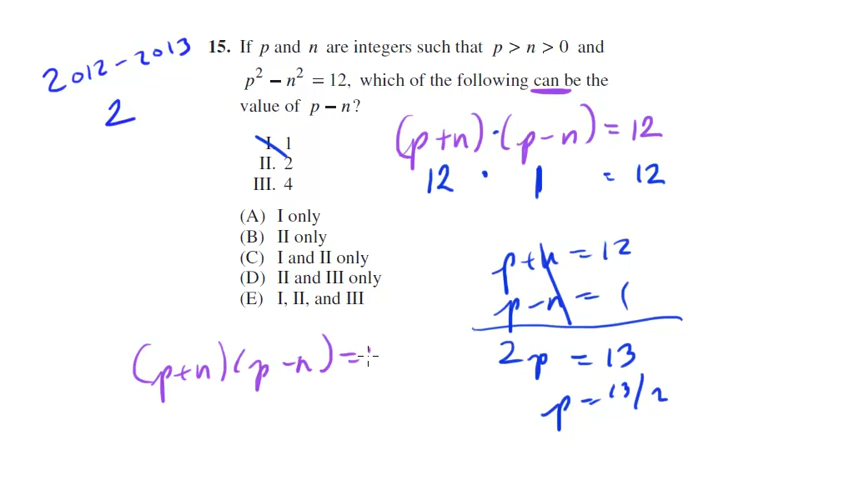 2012-2013
2
15. If p and n are integers such that p > n > 0 and
p² − n² = 12, which of the following can be the
value of p − n?
I. 1
II. 2
III. 4
(A) I only
(B) II only
(C) I and II only
(D) II and III only
(E) I, II, and III
(p+n)·(p−n)=12
12 · 1 = 12
p+n = 12
p−n = 1
2p = 13
p = 13/2
(p+n)(p−n)=